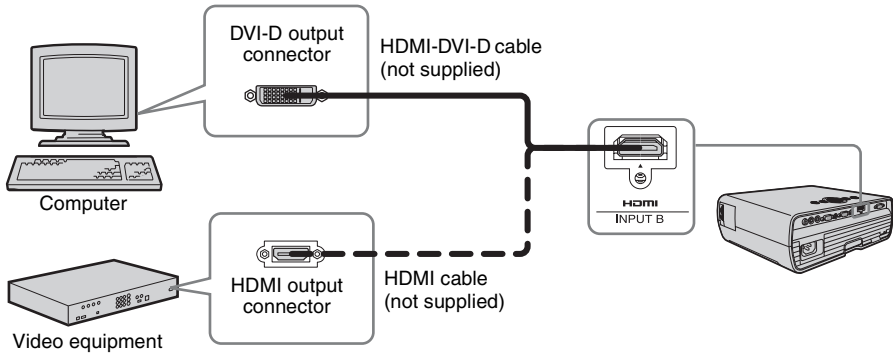 DVI-D output
connector
HDMI-DVI-D cable
(not supplied)
Computer
HDMI
INPUT B
HDMI output
connector
HDMI cable
(not supplied)
Video equipment